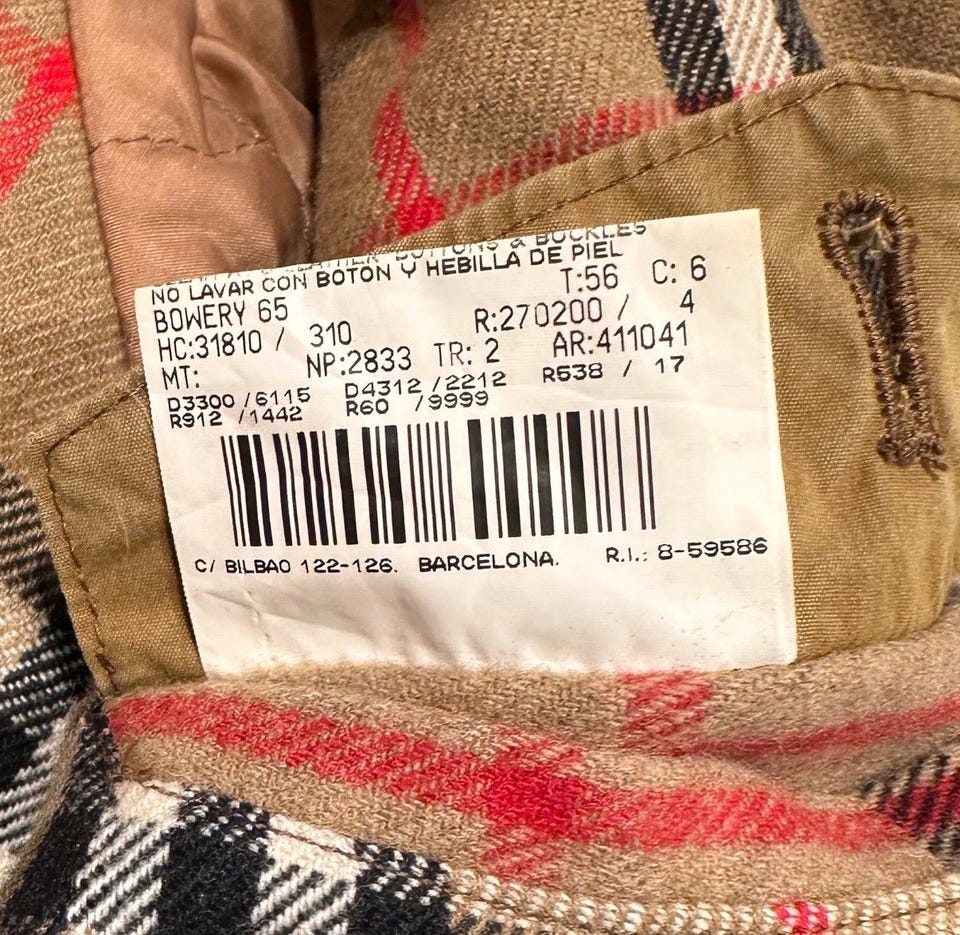 BUTTONS & BUCKLES
NO LAVAR CON BOTON Y HEBILLA DE PIEL
BOWERY 65 T:56 C: 6
HC:31810 / 310 R:270200 / 4
MT: NP:2833 TR: 2 AR:411041
D3300 /6115 D4312 /2212 R538 / 17
R912 /1442 R60 /9999
C/ BILBAO 122-126. BARCELONA. R.I.: 8-59586